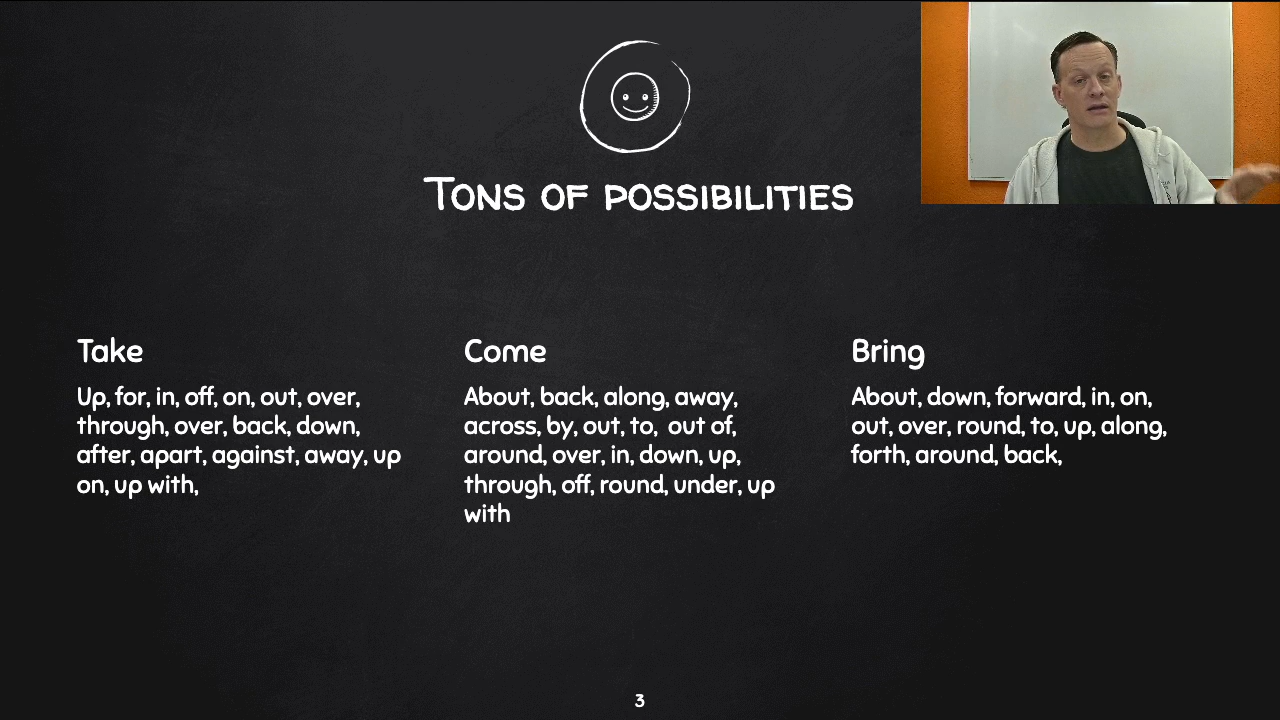 Tons of possibilities
Take
Up, for, in, off, on, out, over,
through, over, back, down,
after, apart, against, away, up
on, up with,
Come
About, back, along, away,
across, by, out, to, out of,
around, over, in, down, up,
through, off, round, under, up
with
Bring
About, down, forward, in, on,
out, over, round, to, up, along,
forth, around, back,
3